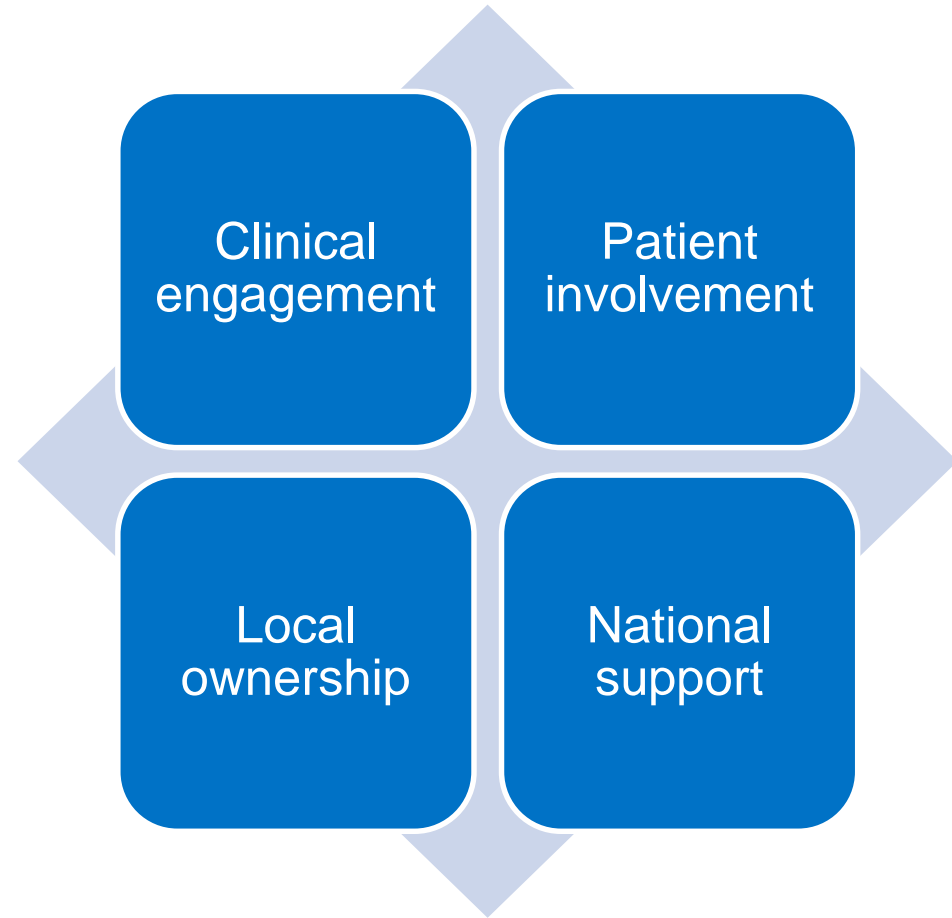 Clinical
engagement
Patient
involvement
Local
ownership
National
support